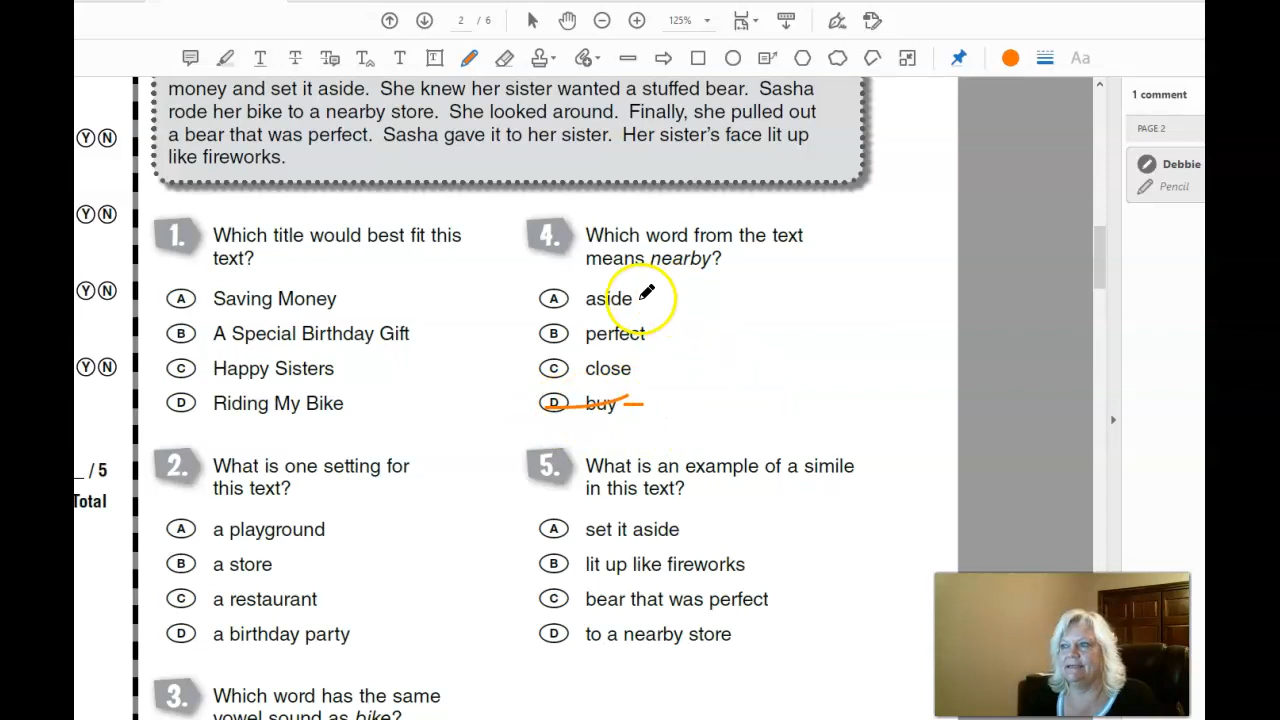 2 / 6
125%
T T T T T T
Aa
1 comment
PAGE 2
Debbie
Pencil
money and set it aside. She knew her sister wanted a stuffed bear. Sasha
rode her bike to a nearby store. She looked around. Finally, she pulled out
a bear that was perfect. Sasha gave it to her sister. Her sister's face lit up
like fireworks.
Y N
Y N
Y N
Y N
_ / 5
Total
1. Which title would best fit this
text?
A Saving Money
B A Special Birthday Gift
C Happy Sisters
D Riding My Bike
2. What is one setting for
this text?
A a playground
B a store
C a restaurant
D a birthday party
3. Which word has the same
vowel sound as bike?
4. Which word from the text
means nearby?
A aside
B perfect
C close
D buy
5. What is an example of a simile
in this text?
A set it aside
B lit up like fireworks
C bear that was perfect
D to a nearby store